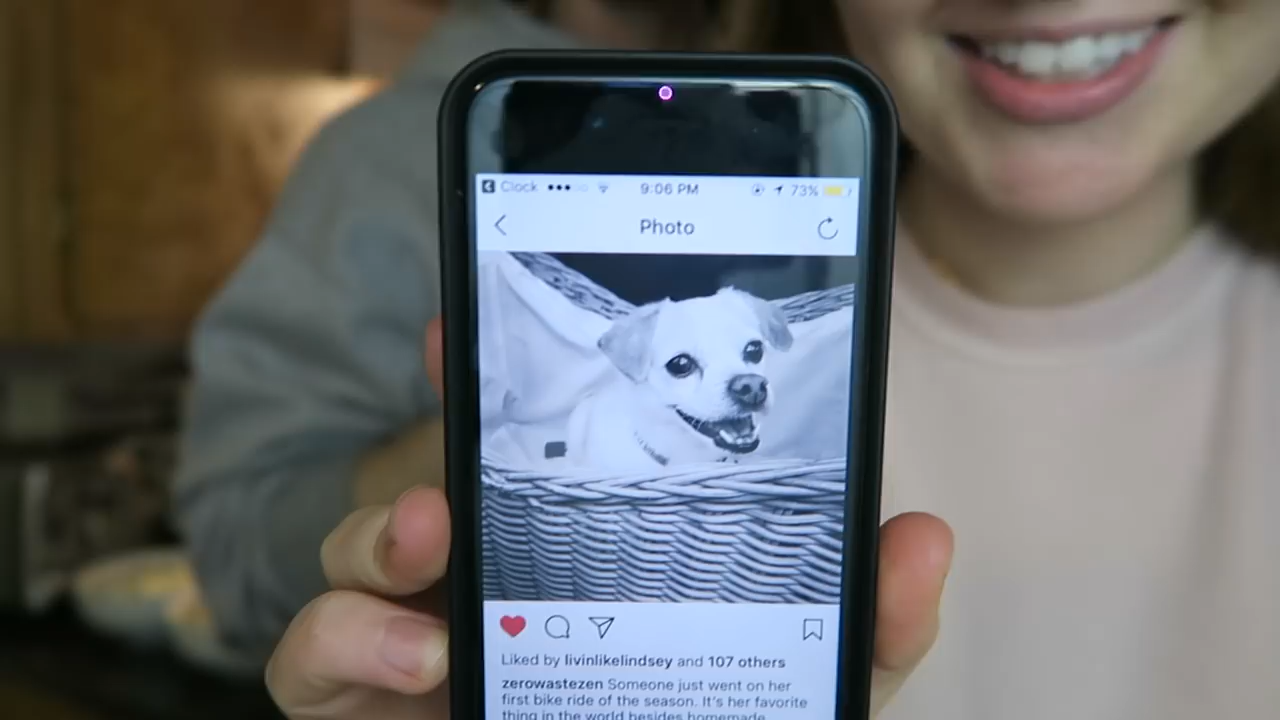 Clock 9:06 PM 73%
Photo
Liked by livinlikelindsey and 107 others
zerowastezen Someone just went on her
first bike ride of the season. It's her favorite
thing in the world besides homemade